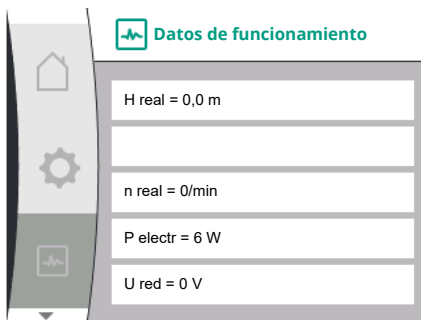 Datos de funcionamiento
H real = 0,0 m
n real = 0/min
P electr = 6 W
U red = 0 V